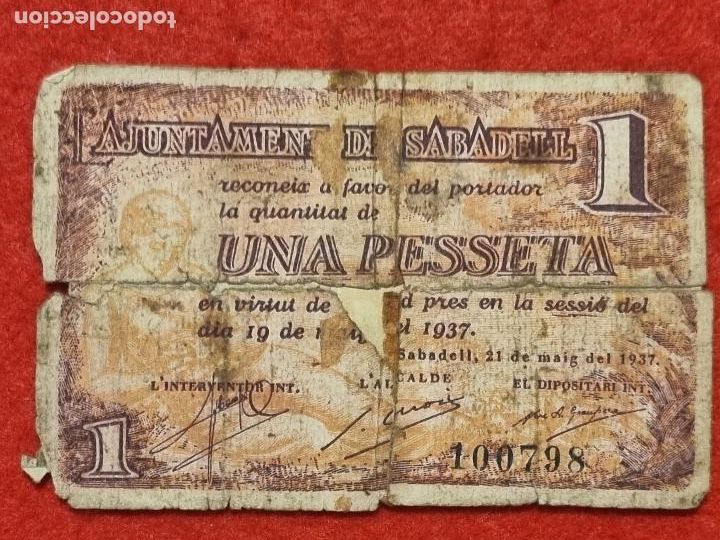 todocoleccion
AJUNTAMENT DE SABADELL 1
reconeix a favor del portador
la quantitat de
UNA PESSETA
en virtut de d pres en la sessió del
dia 19 de maig del 1937.
Sabadell, 21 de maig del 1937.
L'INTERVENTOR INT. L'ALCALDE EL DIPOSITARI INT.
1 100798